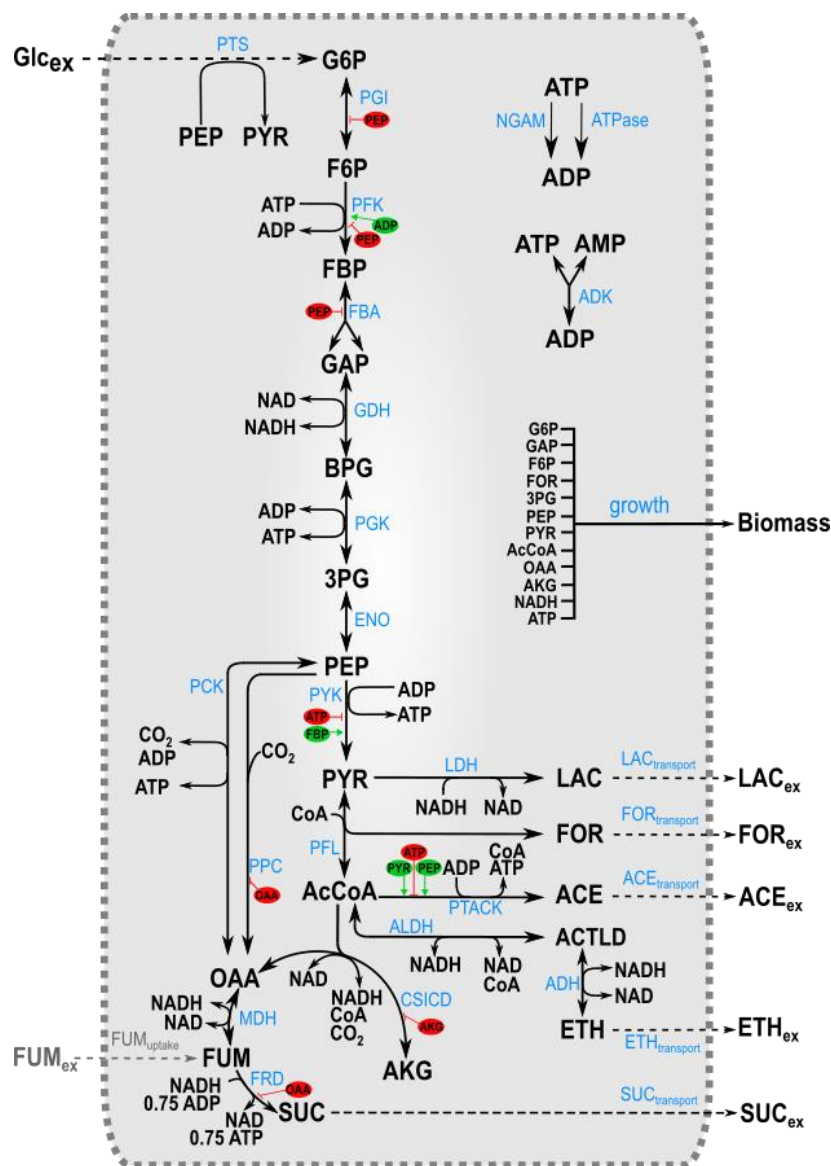 PTS
Glcex
G6P
PEP PYR
PGI
PEP
F6P
ATP
ADP
PFK
ADP
PEP
FBP
PEP
FBA
GAP
NAD
NADH
GDH
BPG
ADP
ATP
PGK
3PG
ENO
PEP
PCK
PYK
ADP
ATP
ATP
FBP
CO2
ADP
ATP
CO2
PYR
LDH
NADH NAD
LAC
LACtransport
LACex
CoA
PFL
FOR
FORtransport
FORex
PPC
OAA
AcCoA
PYR
ATP
PEP
ADP
CoA
ATP
PTACK
ACE
ACEtransport
ACEex
ALDH
NADH
NAD
CoA
ACTLD
ADH
NADH
NAD
ETH
ETHtransport
ETHex
OAA
NAD
NADH
CoA
CO2
CSICD
AKG
AKG
NADH
NAD
MDH
FUMex
FUMuptake
FUM
FRD
OAA
NADH
0.75 ADP
NAD
0.75 ATP
SUC
SUCtransport
SUCex
ATP
NGAM ATPase
ADP
ATP AMP
ADK
ADP
G6P
GAP
F6P
FOR
3PG
PEP
PYR
AcCoA
OAA
AKG
NADH
ATP
growth
Biomass